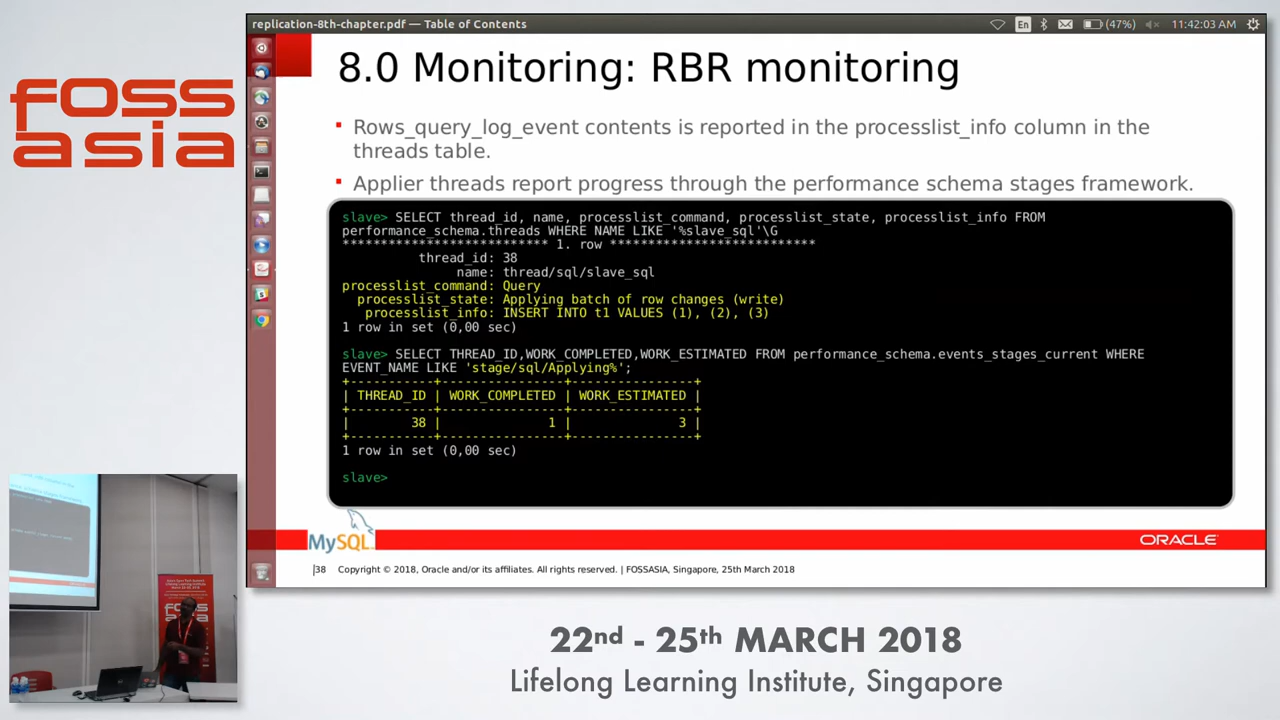 replication-8th-chapter.pdf — Table of Contents
En
(47%)
11:42:03 AM
foss
asia
8.0 Monitoring: RBR monitoring
Rows_query_log_event contents is reported in the processlist_info column in the
threads table.
Applier threads report progress through the performance schema stages framework.
slave> SELECT thread_id, name, processlist_command, processlist_state, processlist_info FROM
performance_schema.threads WHERE NAME LIKE '%slave_sql'\G
*************************** 1. row ***************************
thread_id: 38
name: thread/sql/slave_sql
processlist_command: Query
processlist_state: Applying batch of row changes (write)
processlist_info: INSERT INTO t1 VALUES (1), (2), (3)
1 row in set (0,00 sec)
slave> SELECT THREAD_ID,WORK_COMPLETED,WORK_ESTIMATED FROM performance_schema.events_stages_current WHERE
EVENT_NAME LIKE 'stage/sql/Applying%';
+-----------+----------------+----------------+
| THREAD_ID | WORK_COMPLETED | WORK_ESTIMATED |
+-----------+----------------+----------------+
| 38 | 1 | 3 |
+-----------+----------------+----------------+
1 row in set (0,00 sec)
slave>
MySQL
ORACLE
38 Copyright © 2018, Oracle and/or its affiliates. All rights reserved. | FOSSASIA, Singapore, 25th March 2018
FOSS
22nd - 25th MARCH 2018
Lifelong Learning Institute, Singapore